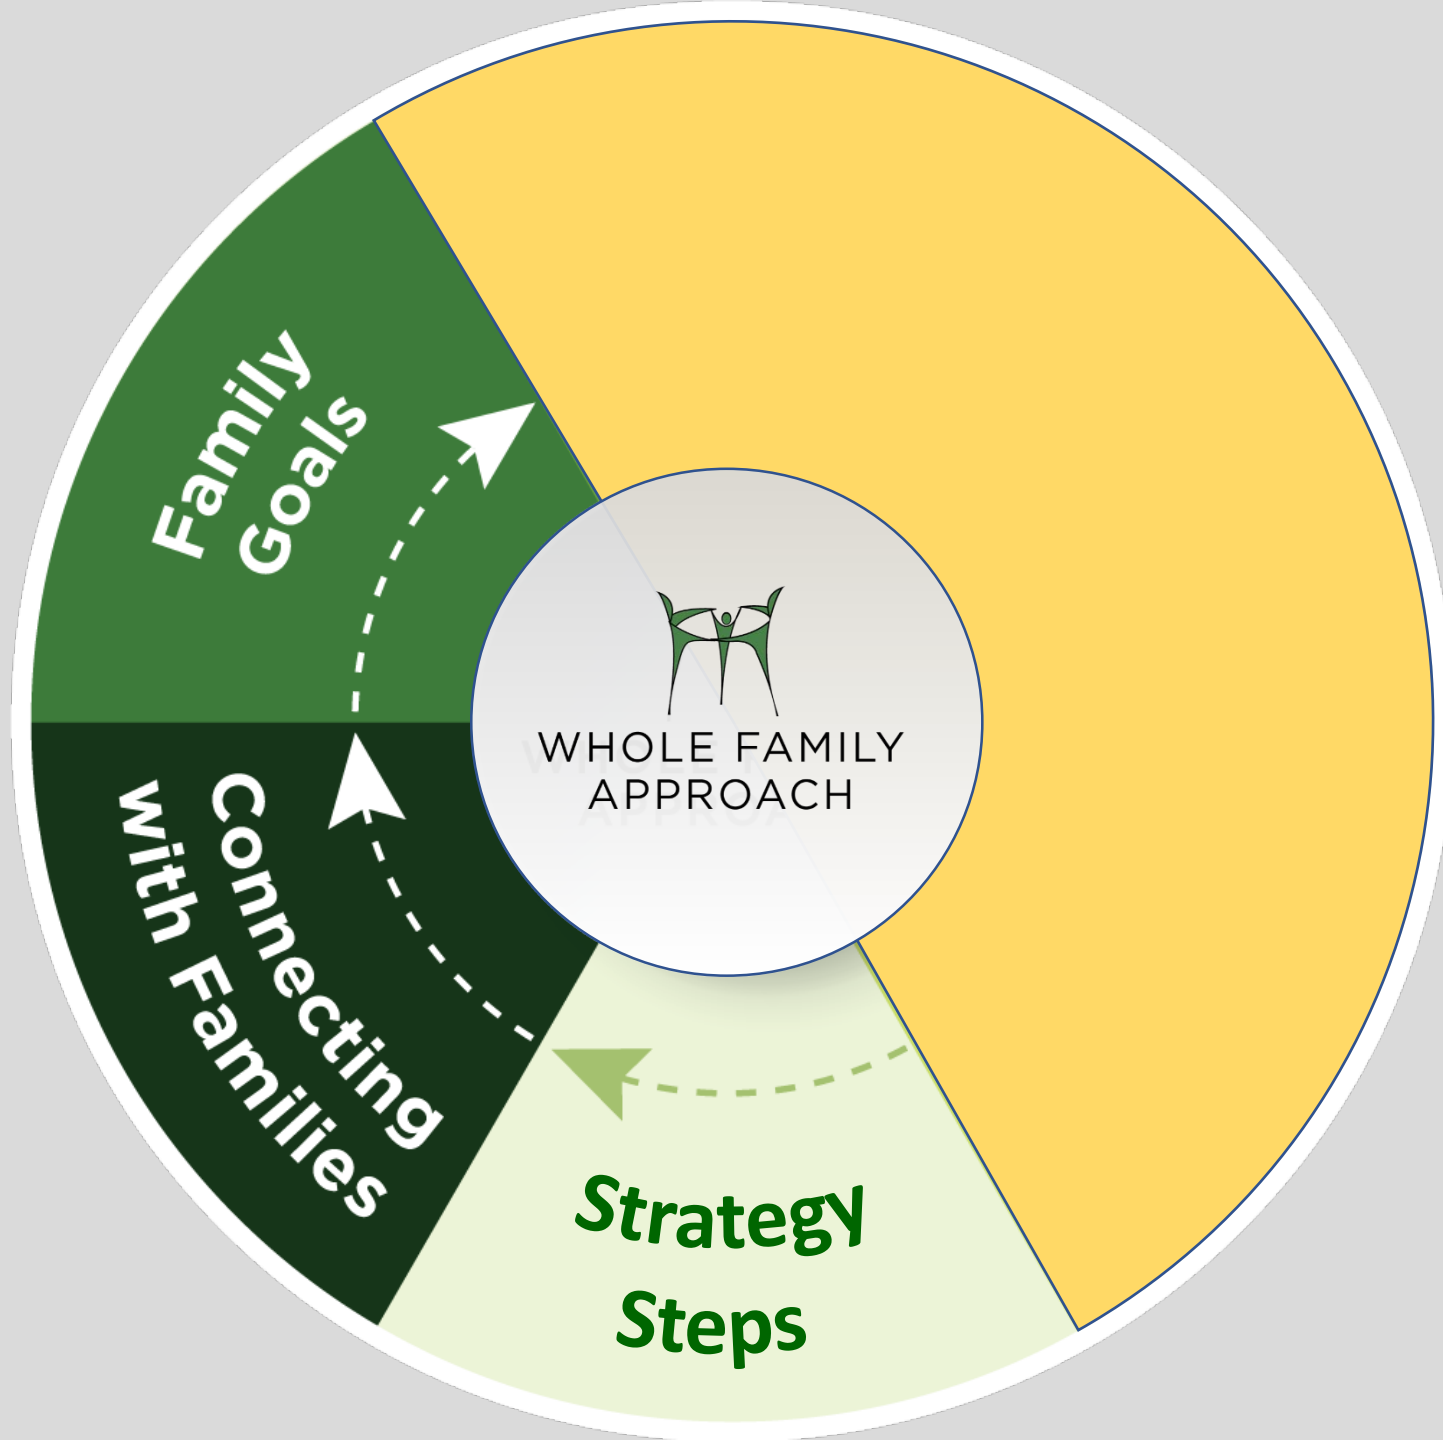 Family
Goals
Connecting
with Families
Strategy
Steps
WHOLE FAMILY
APPROACH